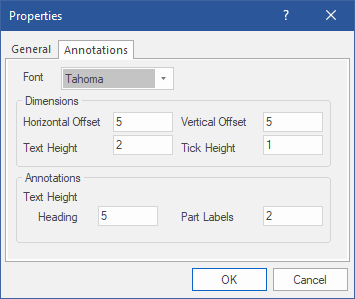 Properties ? ×
General Annotations
Font Tahoma
Dimensions
Horizontal Offset 5 Vertical Offset 5
Text Height 2 Tick Height 1
Annotations
Text Height
Heading 5 Part Labels 2
OK Cancel